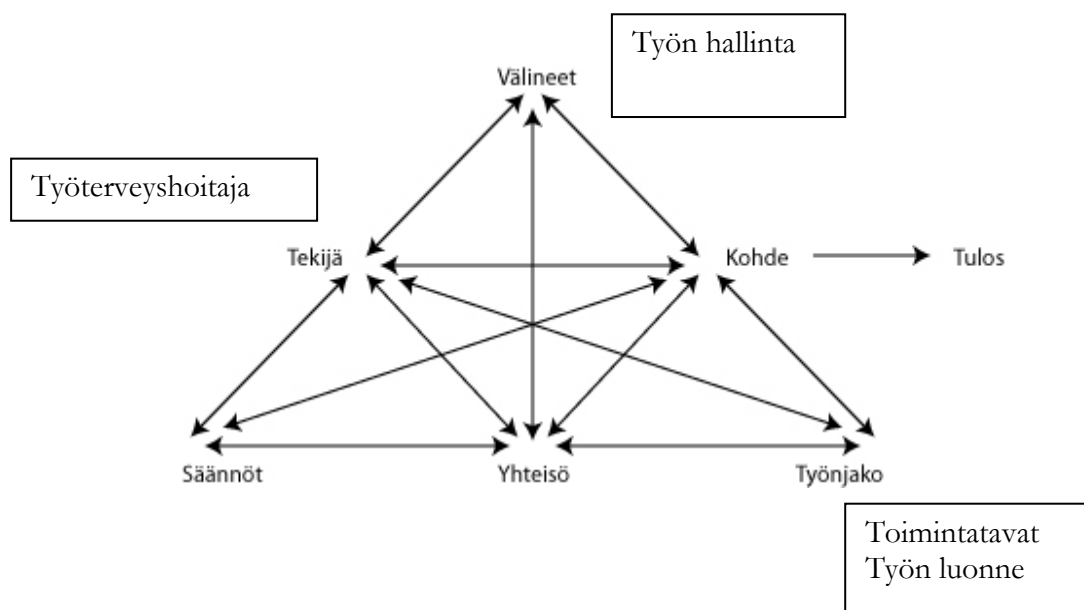 Työn hallinta
Välineet
Työterveyshoitaja
Tekijä
Kohde
Tulos
Säännöt
Yhteisö
Työnjako
Toimintatavat
Työn luonne